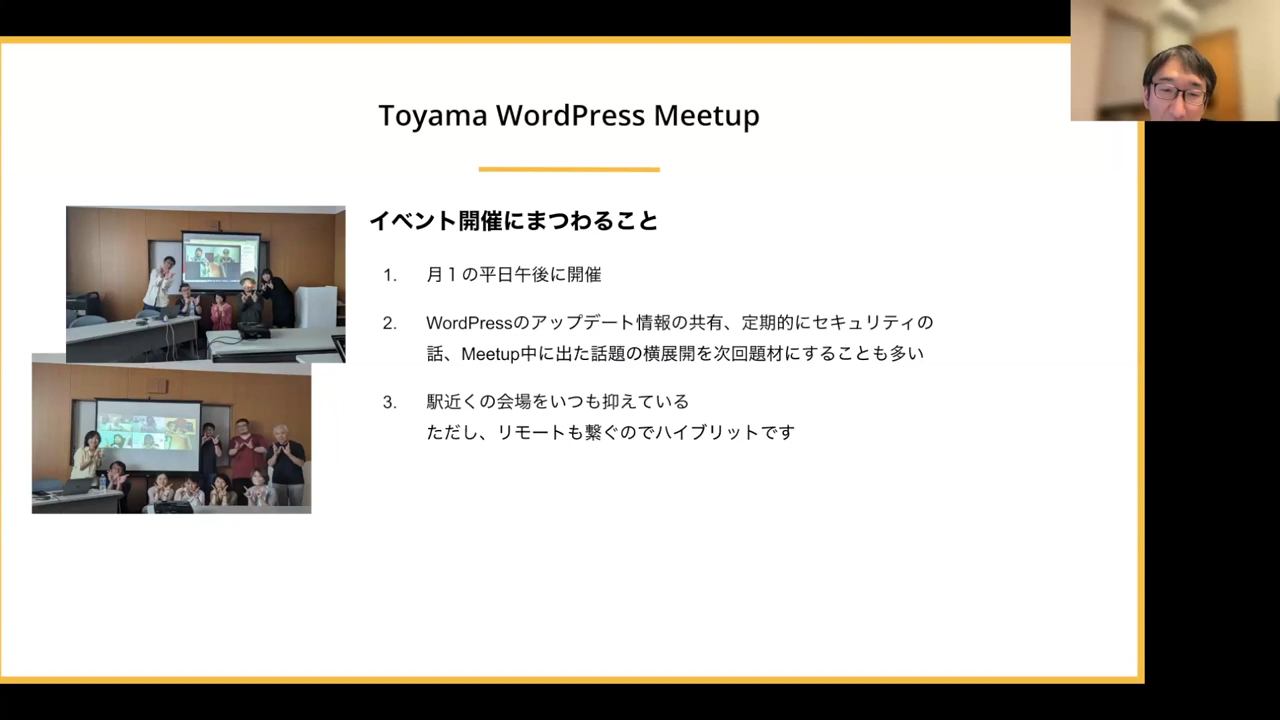 Toyama WordPress Meetup
イベント開催にまつわること
1. 月１の平日午後に開催
2. WordPressのアップデート情報の共有、定期的にセキュリティの
話、Meetup中に出た話題の横展開を次回題材にすることも多い
3. 駅近くの会場をいつも抑えている
ただし、リモートも繋ぐのでハイブリットです